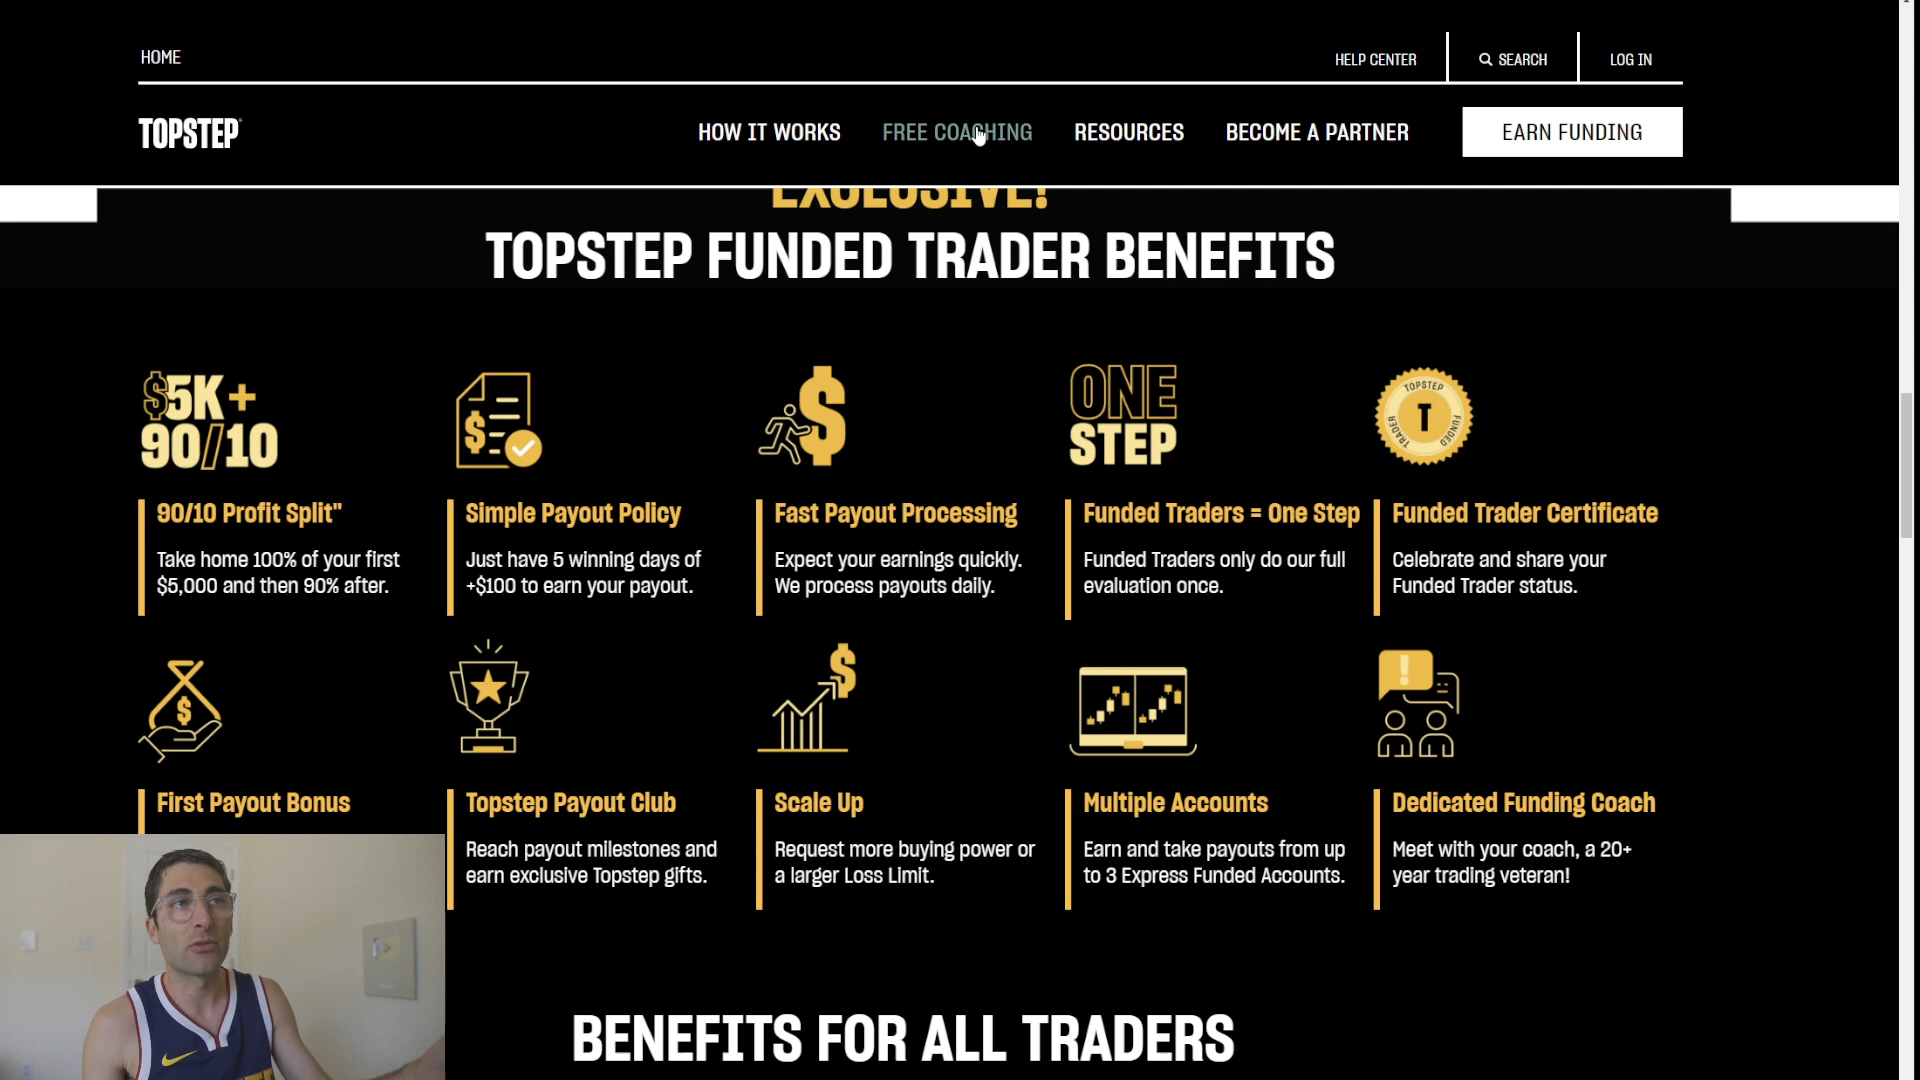 HOME
HELP CENTER
SEARCH
LOG IN
TOPSTEP
HOW IT WORKS
FREE COACHING
RESOURCES
BECOME A PARTNER
EARN FUNDING
EXCLUSIVE!
TOPSTEP FUNDED TRADER BENEFITS
$5K+
90/10
ONE
STEP
TOPSTEP
T
FUNDED
TRADER
90/10 Profit Split"
Take home 100% of your first
$5,000 and then 90% after.
Simple Payout Policy
Just have 5 winning days of
+$100 to earn your payout.
Fast Payout Processing
Expect your earnings quickly.
We process payouts daily.
Funded Traders = One Step
Funded Traders only do our full
evaluation once.
Funded Trader Certificate
Celebrate and share your
Funded Trader status.
First Payout Bonus
Topstep Payout Club
Reach payout milestones and
earn exclusive Topstep gifts.
Scale Up
Request more buying power or
a larger Loss Limit.
Multiple Accounts
Earn and take payouts from up
to 3 Express Funded Accounts.
Dedicated Funding Coach
Meet with your coach, a 20+
year trading veteran!
BENEFITS FOR ALL TRADERS